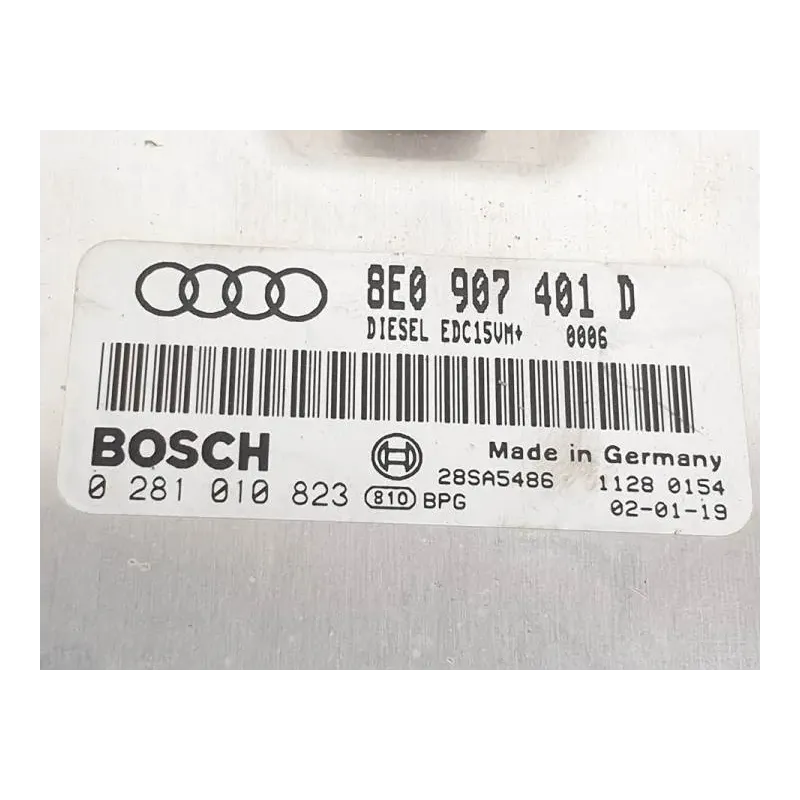 8E0 907 401 D
DIESEL EDC15VM+ 0006
BOSCH
Made in Germany
28SA5486 1128 0154
0 281 010 823 810 BPG 02-01-19